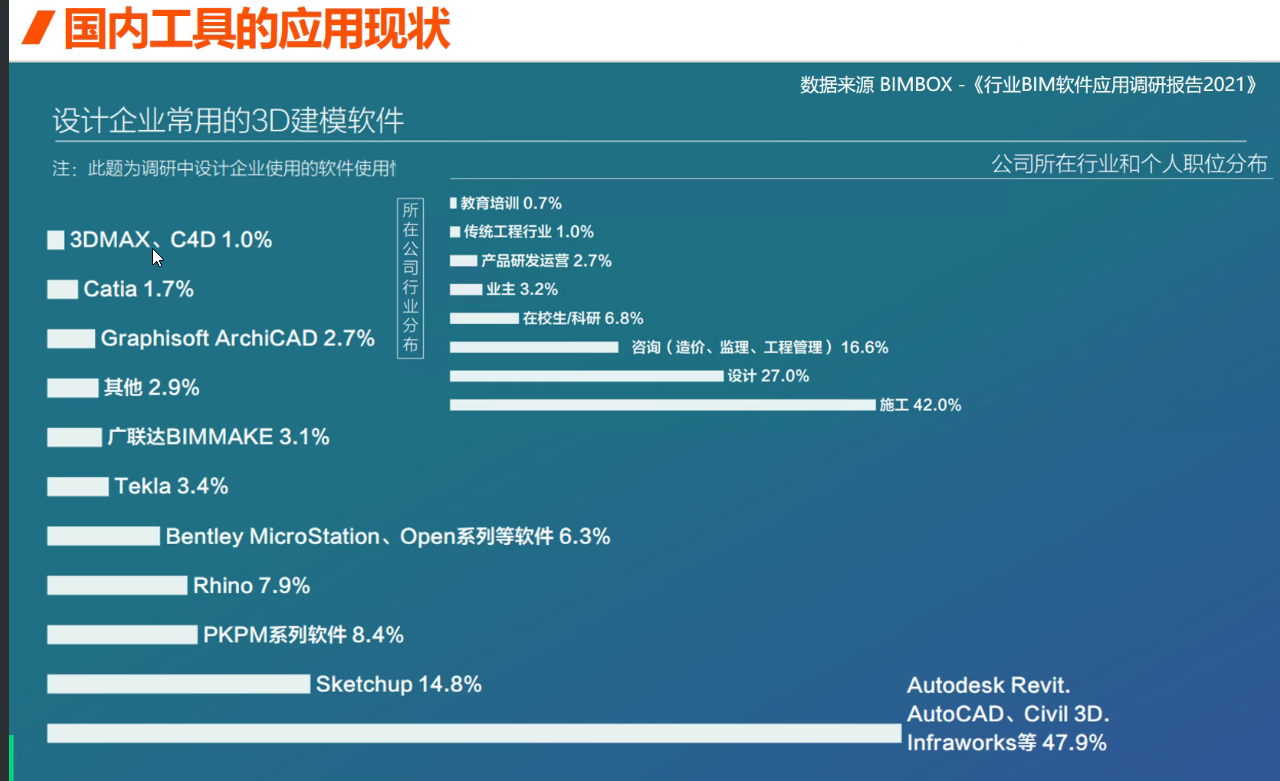 国内工具的应用现状
数据来源 BIMBOX -《行业BIM软件应用调研报告2021》
设计企业常用的3D建模软件
注：此题为调研中设计企业使用的软件使用
公司所在行业和个人职位分布
所在公司行业分布
教育培训 0.7%
传统工程行业 1.0%
产品研发运营 2.7%
业主 3.2%
在校生/科研 6.8%
咨询（造价、监理、工程管理）16.6%
设计 27.0%
施工 42.0%
3DMAX、C4D 1.0%
Catia 1.7%
Graphisoft ArchiCAD 2.7%
其他 2.9%
广联达BIMMAKE 3.1%
Tekla 3.4%
Bentley MicroStation、Open系列等软件 6.3%
Rhino 7.9%
PKPM系列软件 8.4%
Sketchup 14.8%
Autodesk Revit.
AutoCAD、Civil 3D.
Infraworks等 47.9%